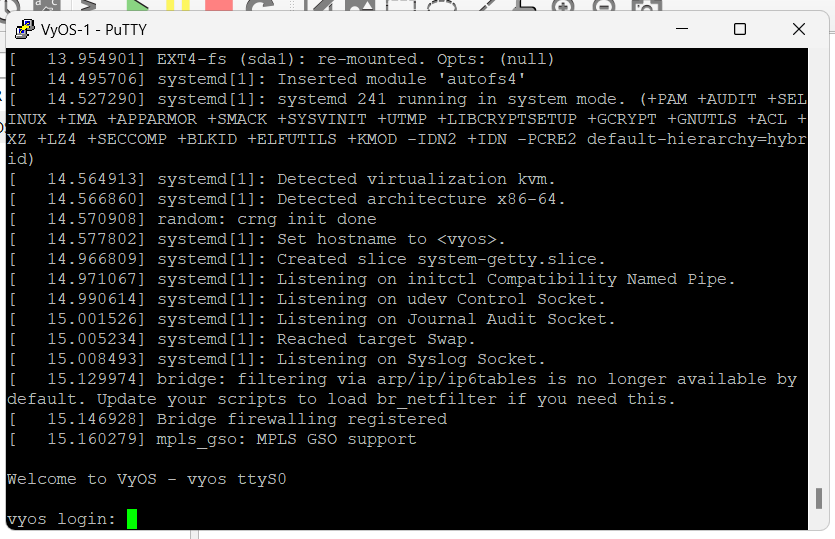 VyOS-1 - PuTTY
[   13.954901] EXT4-fs (sda1): re-mounted. Opts: (null)
[   14.495706] systemd[1]: Inserted module 'autofs4'
[   14.527290] systemd[1]: systemd 241 running in system mode. (+PAM +AUDIT +SEL
INUX +IMA +APPARMOR +SMACK +SYSVINIT +UTMP +LIBCRYPTSETUP +GCRYPT +GNUTLS +ACL +
XZ +LZ4 +SECCOMP +BLKID +ELFUTILS +KMOD -IDN2 +IDN -PCRE2 default-hierarchy=hybr
id)
[   14.564913] systemd[1]: Detected virtualization kvm.
[   14.566860] systemd[1]: Detected architecture x86-64.
[   14.570908] random: crng init done
[   14.577802] systemd[1]: Set hostname to <vyos>.
[   14.966809] systemd[1]: Created slice system-getty.slice.
[   14.971067] systemd[1]: Listening on initctl Compatibility Named Pipe.
[   14.990614] systemd[1]: Listening on udev Control Socket.
[   15.001526] systemd[1]: Listening on Journal Audit Socket.
[   15.005234] systemd[1]: Reached target Swap.
[   15.008493] systemd[1]: Listening on Syslog Socket.
[   15.129974] bridge: filtering via arp/ip/ip6tables is no longer available by
default. Update your scripts to load br_netfilter if you need this.
[   15.146928] Bridge firewalling registered
[   15.160279] mpls_gso: MPLS GSO support
Welcome to VyOS - vyos ttyS0
vyos login: